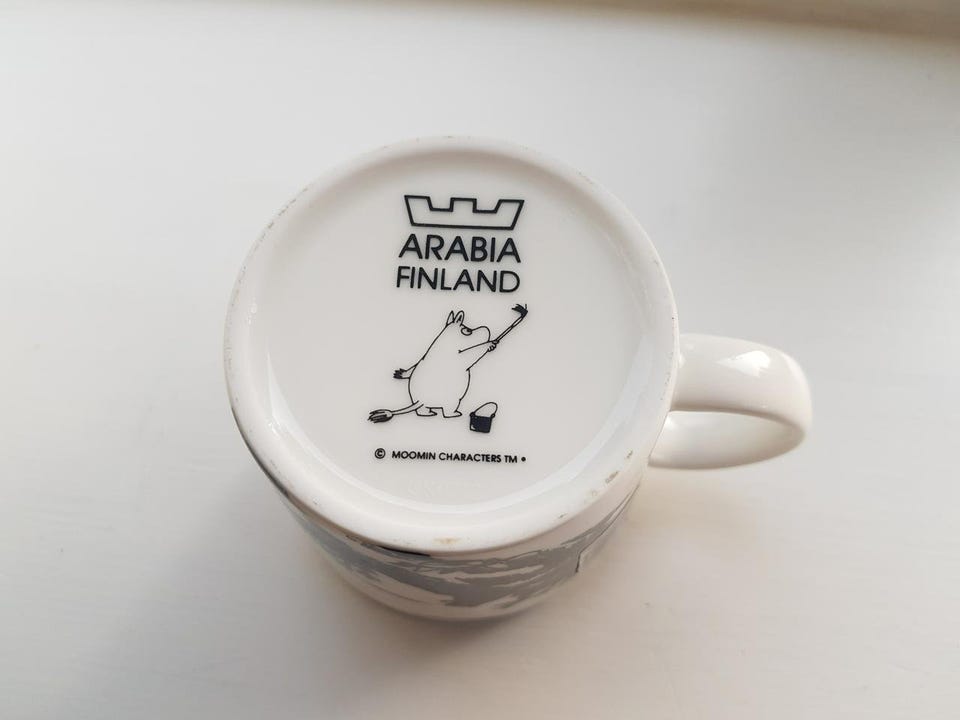 ARABIA
FINLAND
© MOOMIN CHARACTERS TM •